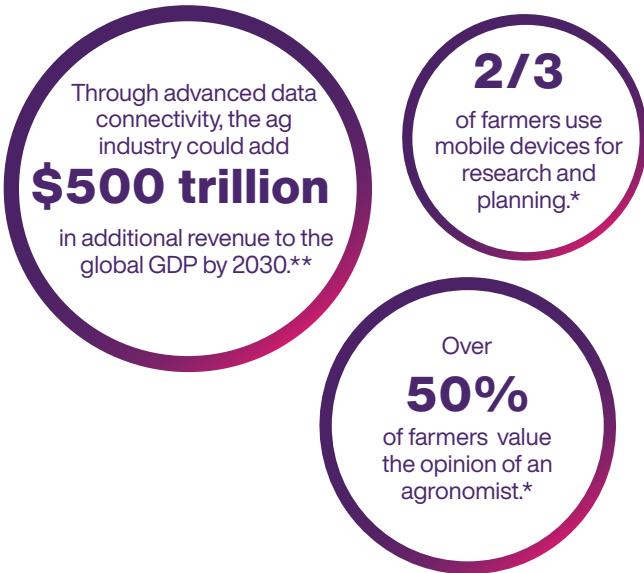 Through advanced data
connectivity, the ag
industry could add
$500 trillion
in additional revenue to the
global GDP by 2030.**
2/3
of farmers use
mobile devices for
research and
planning.*
Over
50%
of farmers value
the opinion of an
agronomist.*